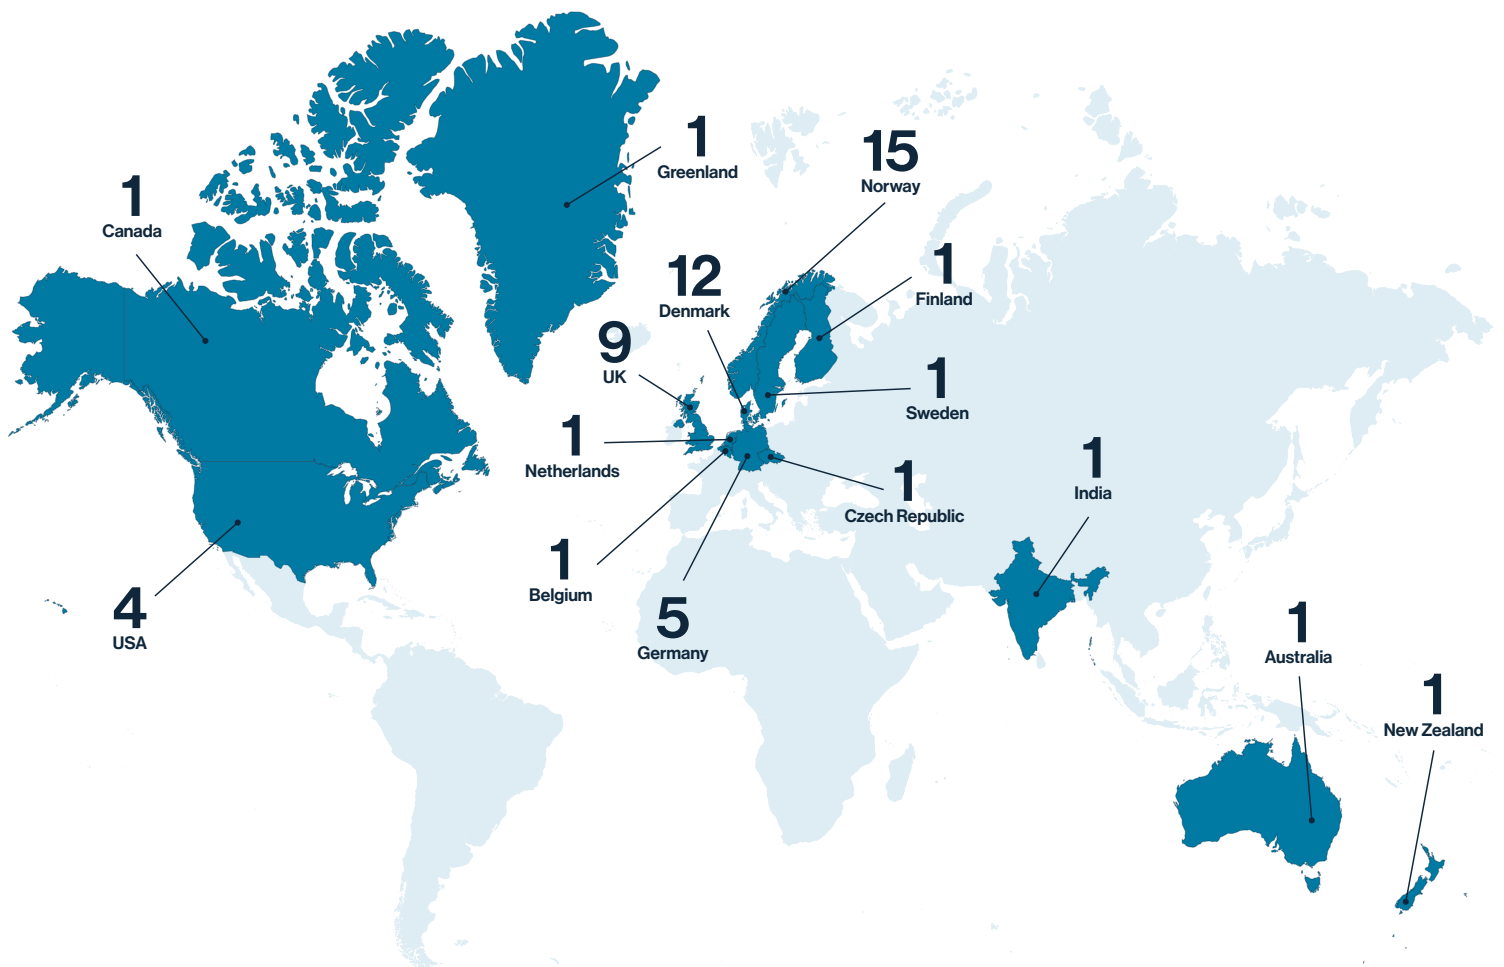 1
Greenland
15
Norway
1
Canada
12
Denmark
1
Finland
9
UK
1
Sweden
1
Netherlands
1
India
1
Czech Republic
1
Belgium
4
USA
5
Germany
1
Australia
1
New Zealand